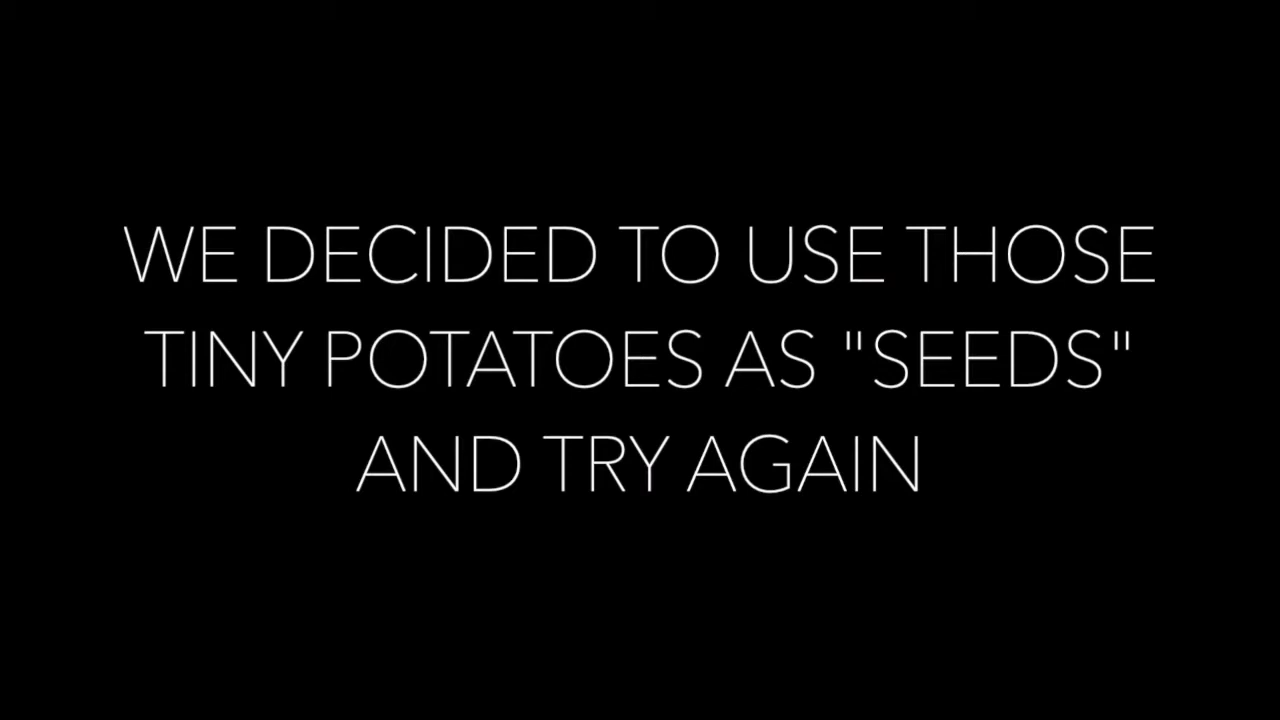 WE DECIDED TO USE THOSE
TINY POTATOES AS "SEEDS"
AND TRY AGAIN